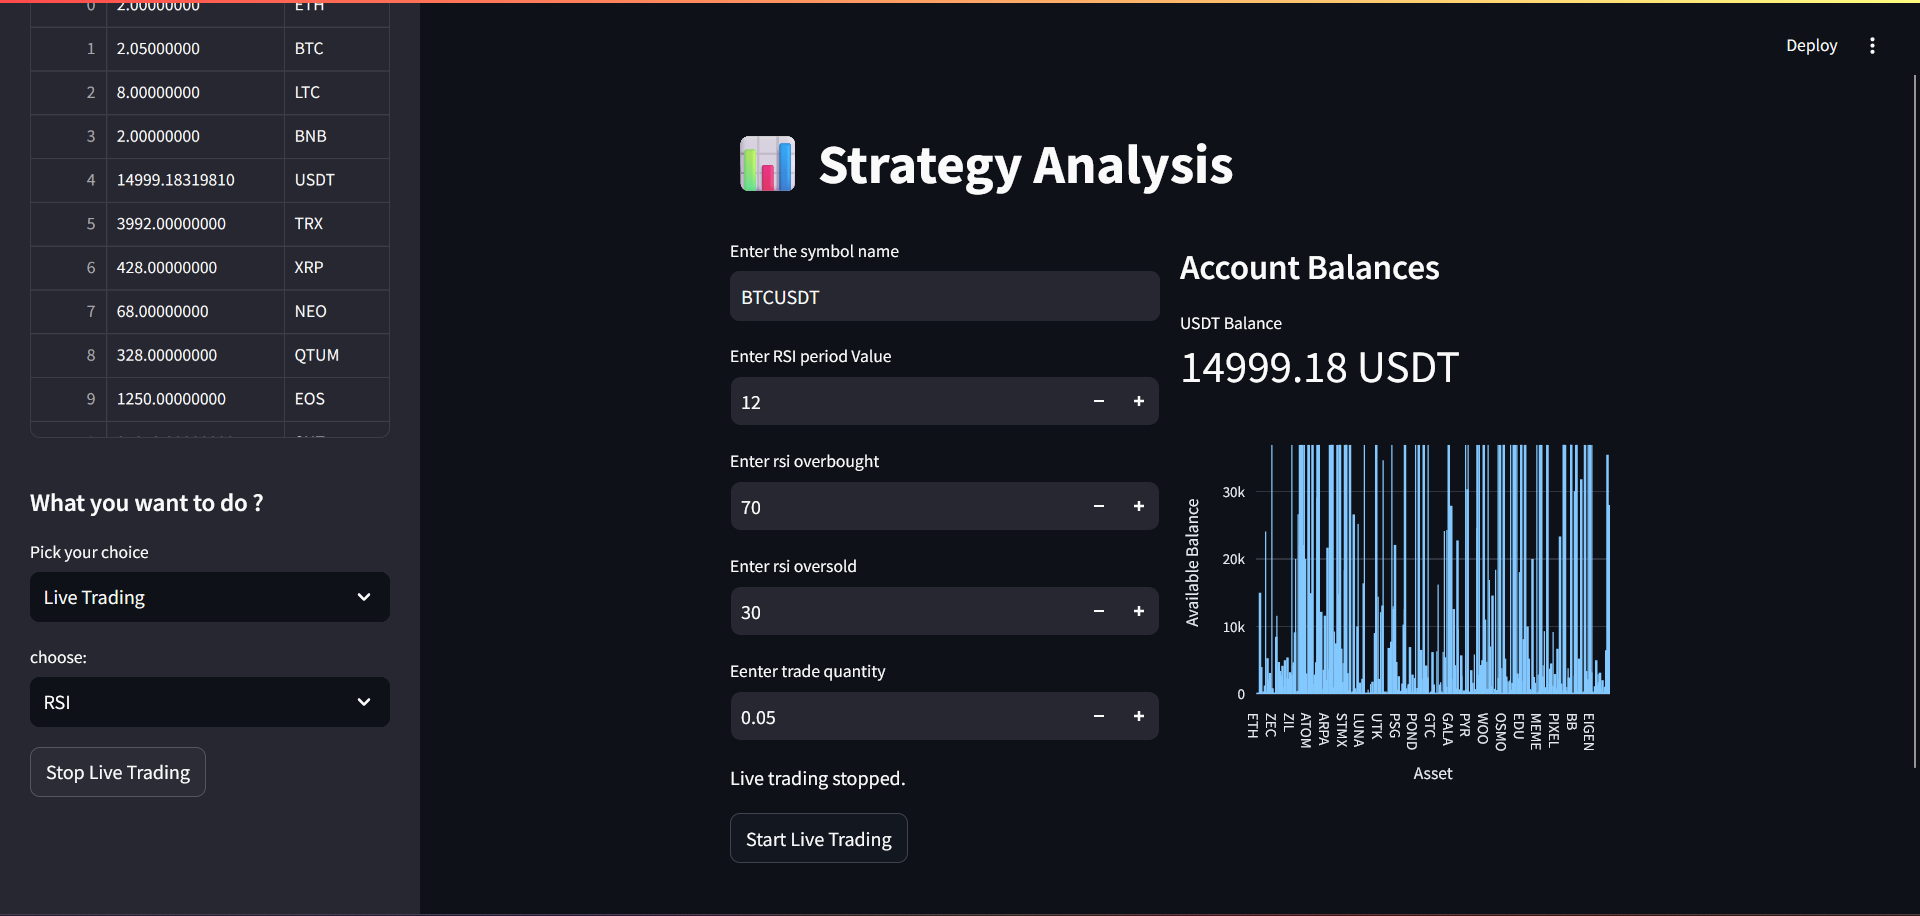 0 2.00000000 ETH
1 2.05000000 BTC
2 8.00000000 LTC
3 2.00000000 BNB
4 14999.18319810 USDT
5 3992.00000000 TRX
6 428.00000000 XRP
7 68.00000000 NEO
8 328.00000000 QTUM
9 1250.00000000 EOS
What you want to do ?
Pick your choice
Live Trading
choose:
RSI
Stop Live Trading
Deploy
Strategy Analysis
Enter the symbol name
BTCUSDT
Enter RSI period Value
12
Enter rsi overbought
70
Enter rsi oversold
30
Eenter trade quantity
0.05
Live trading stopped.
Start Live Trading
Account Balances
USDT Balance
14999.18 USDT
Available Balance
30k
20k
10k
0
ETH
ZEC
ZIL
ATOM
ARPA
STMX
LUNA
UTK
PSG
POND
GTC
GALA
PYR
WOO
OSMO
EDU
MEME
PIXEL
BB
EIGEN
Asset